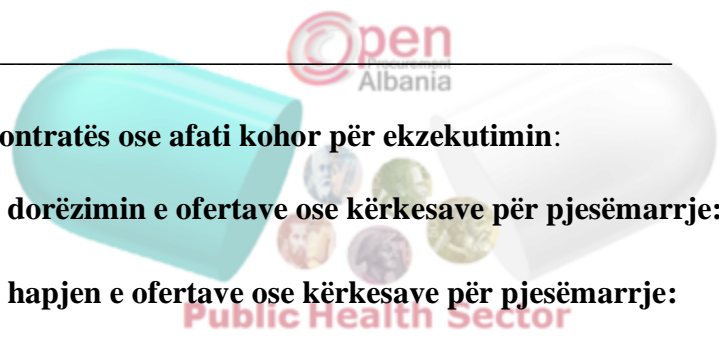 Open
Procurement
Albania
ontratës ose afati kohor për ekzekutimin:
dorëzimin e ofertave ose kërkesave për pjesëmarrje:
hapjen e ofertave ose kërkesave për pjesëmarrje:
Public Health Sector